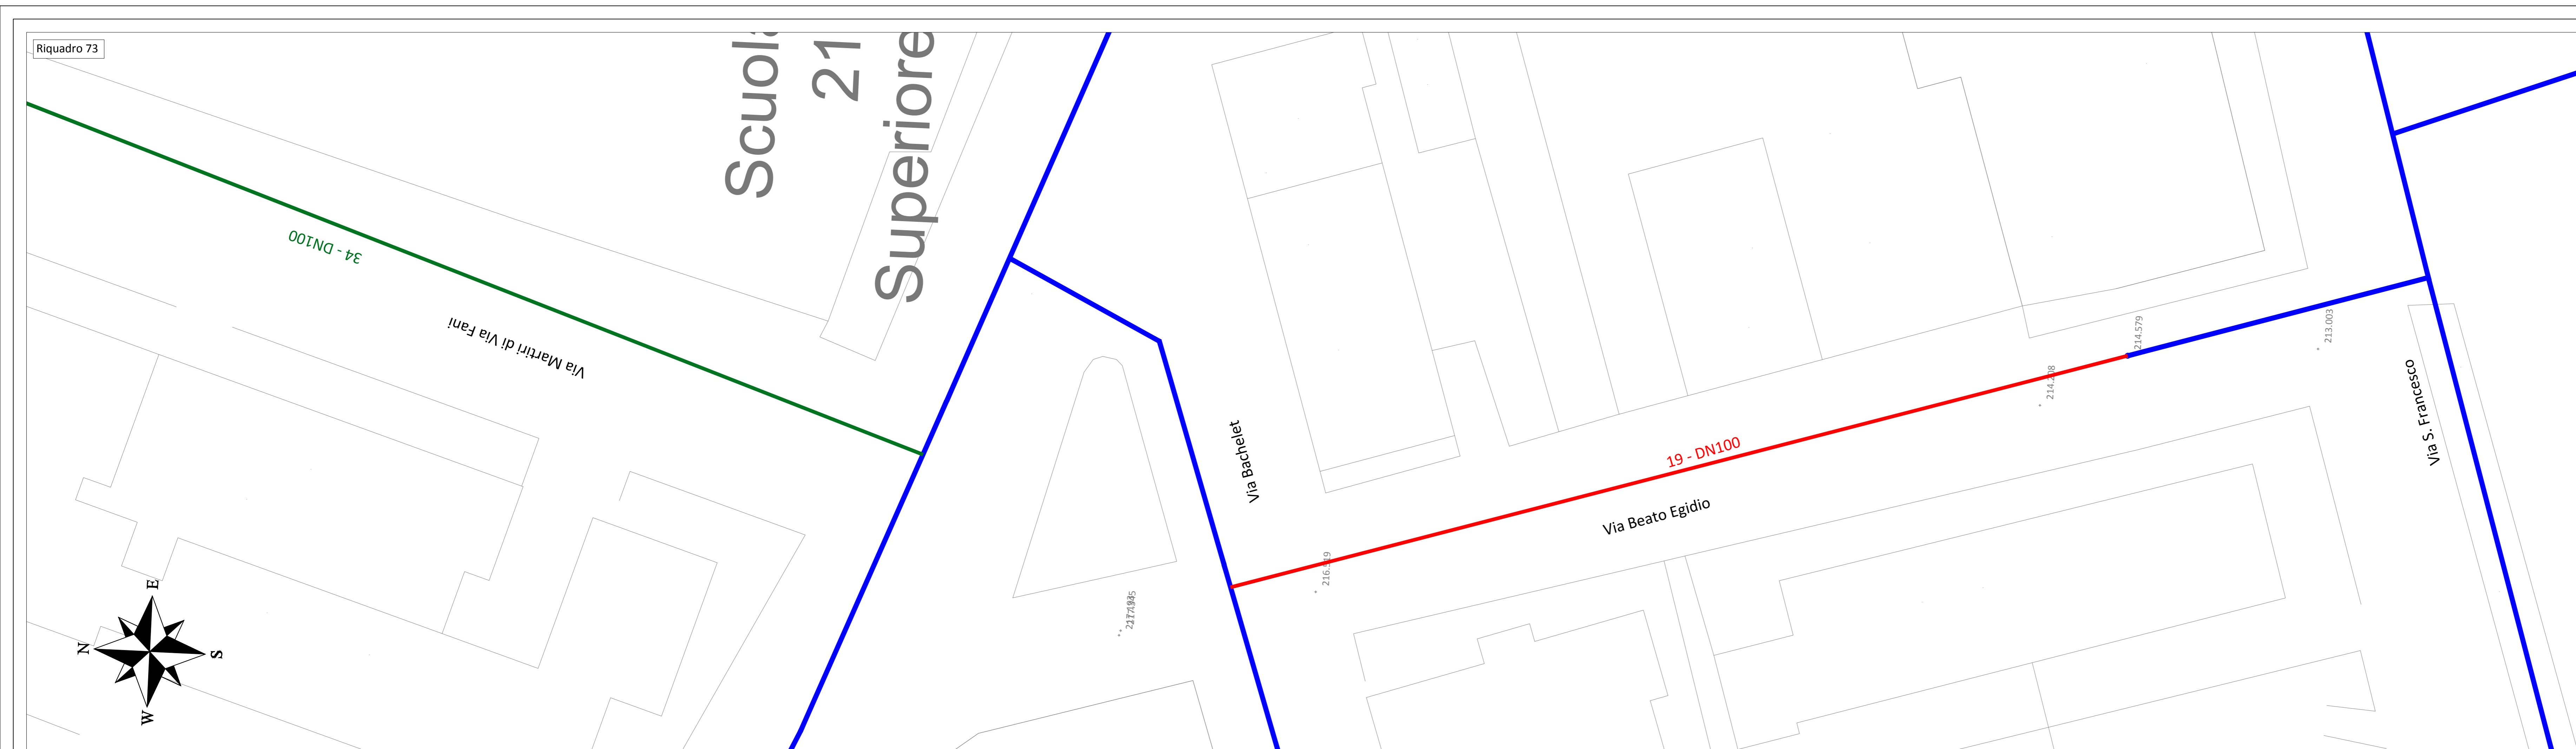 Riquadro 73
Scuola
21
Superiore
34 - DN100
Via Martiri di Via Fani
Via Bachelet
19 - DN100
Via Beato Egidio
Via S. Francesco
214.579
213.003
E
N
S
W